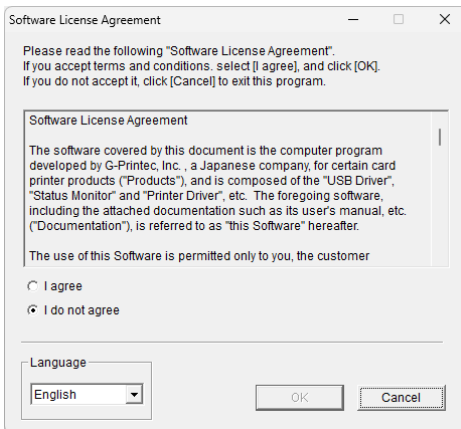 Software License Agreement
Please read the following "Software License Agreement".
If you accept terms and conditions. select [I agree], and click [OK].
If you do not accept it, click [Cancel] to exit this program.
Software License Agreement
The software covered by this document is the computer program
developed by G-Printec, Inc. , a Japanese company, for certain card
printer products ("Products"), and is composed of the "USB Driver",
"Status Monitor" and "Printer Driver", etc. The foregoing software,
including the attached documentation such as its user's manual, etc.
("Documentation"), is referred to as "this Software" hereafter.
The use of this Software is permitted only to you, the customer
I agree
I do not agree
Language
English
OK
Cancel